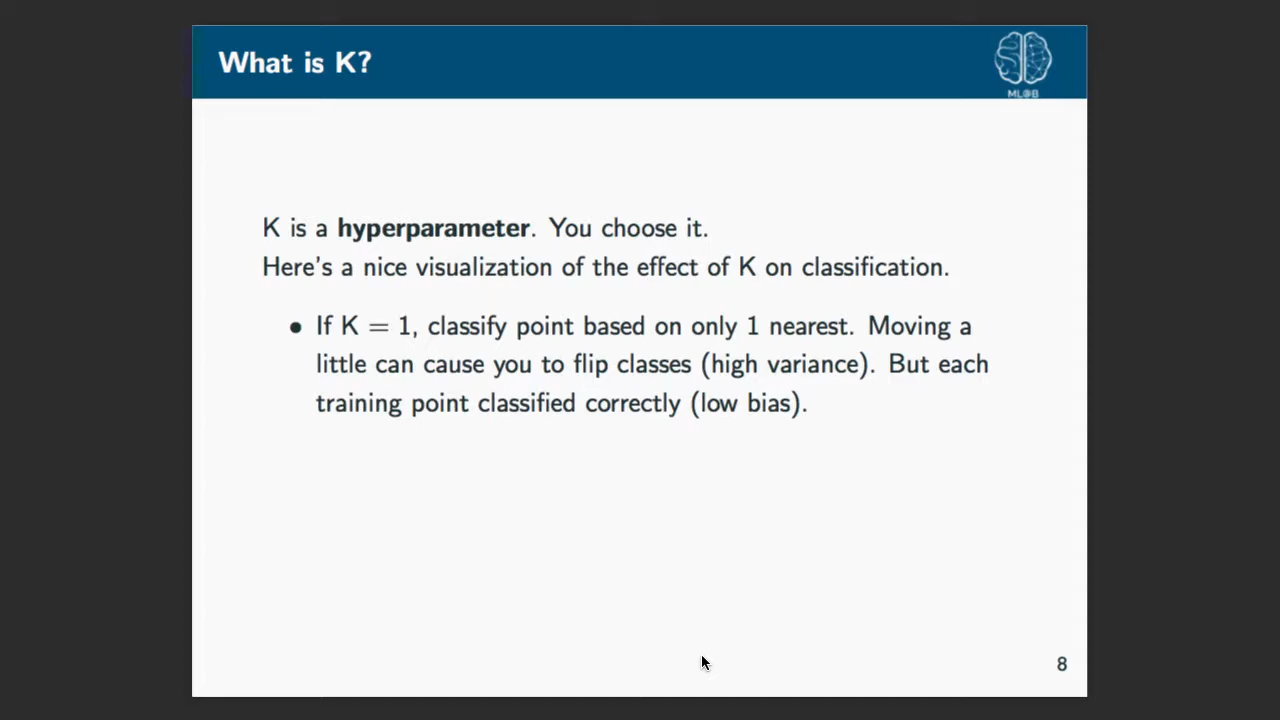 What is K?
ML@B
K is a hyperparameter. You choose it.
Here's a nice visualization of the effect of K on classification.
• If K = 1, classify point based on only 1 nearest. Moving a
little can cause you to flip classes (high variance). But each
training point classified correctly (low bias).
8